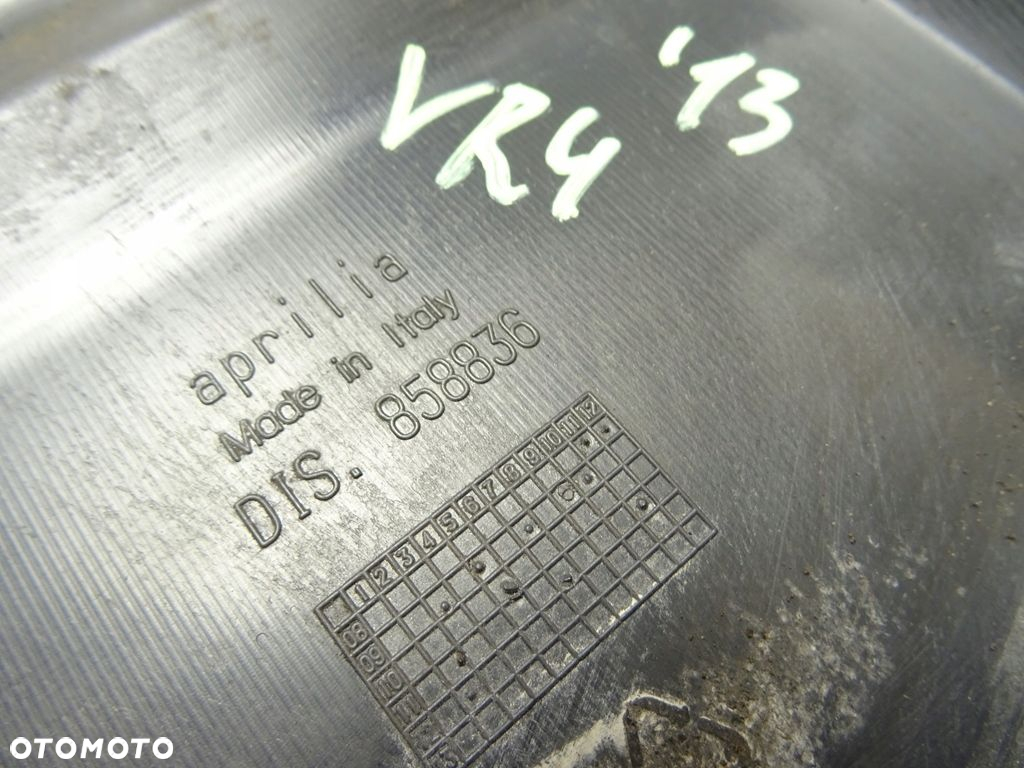 VR4 '13
aprilia
Made in Italy
DIS. 858836
1 2 3 4 5 6 7 8 9 10 11 12
08
09
10
11
OTOMOTO